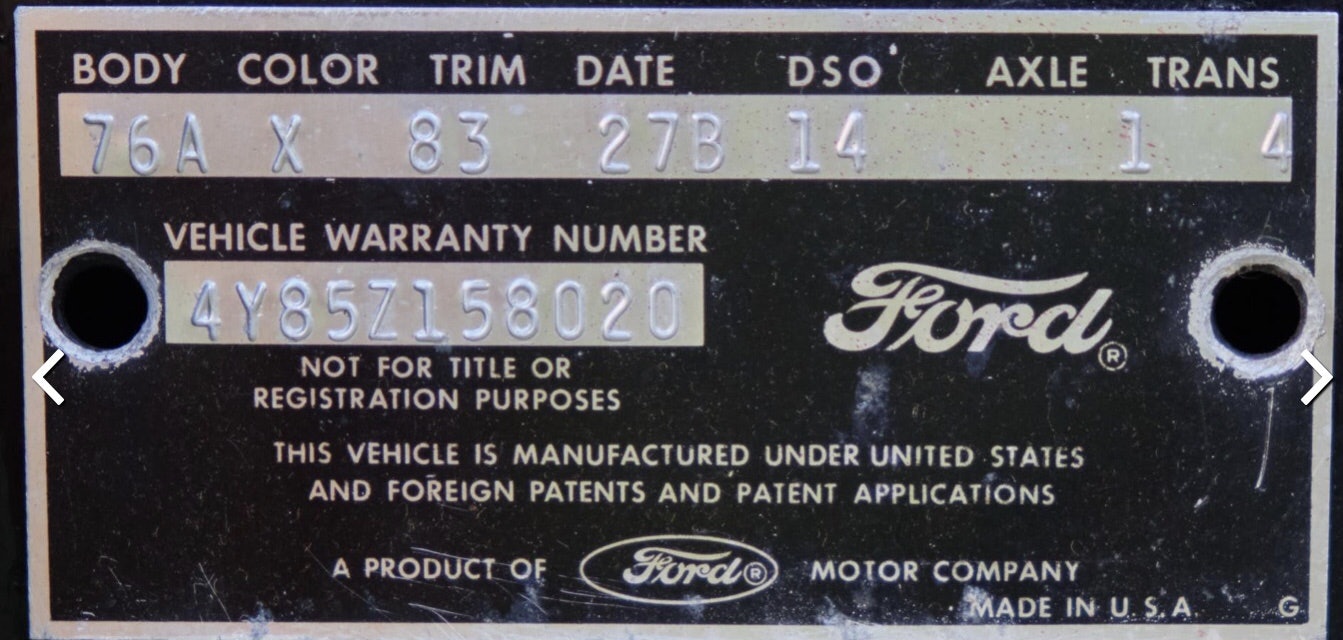 BODY COLOR TRIM DATE DSO AXLE TRANS
76A X 83 27B 14 1 4
VEHICLE WARRANTY NUMBER
4Y85Z158020
Ford ®
NOT FOR TITLE OR
REGISTRATION PURPOSES
THIS VEHICLE IS MANUFACTURED UNDER UNITED STATES
AND FOREIGN PATENTS AND PATENT APPLICATIONS
A PRODUCT OF Ford ® MOTOR COMPANY
MADE IN U.S.A. G